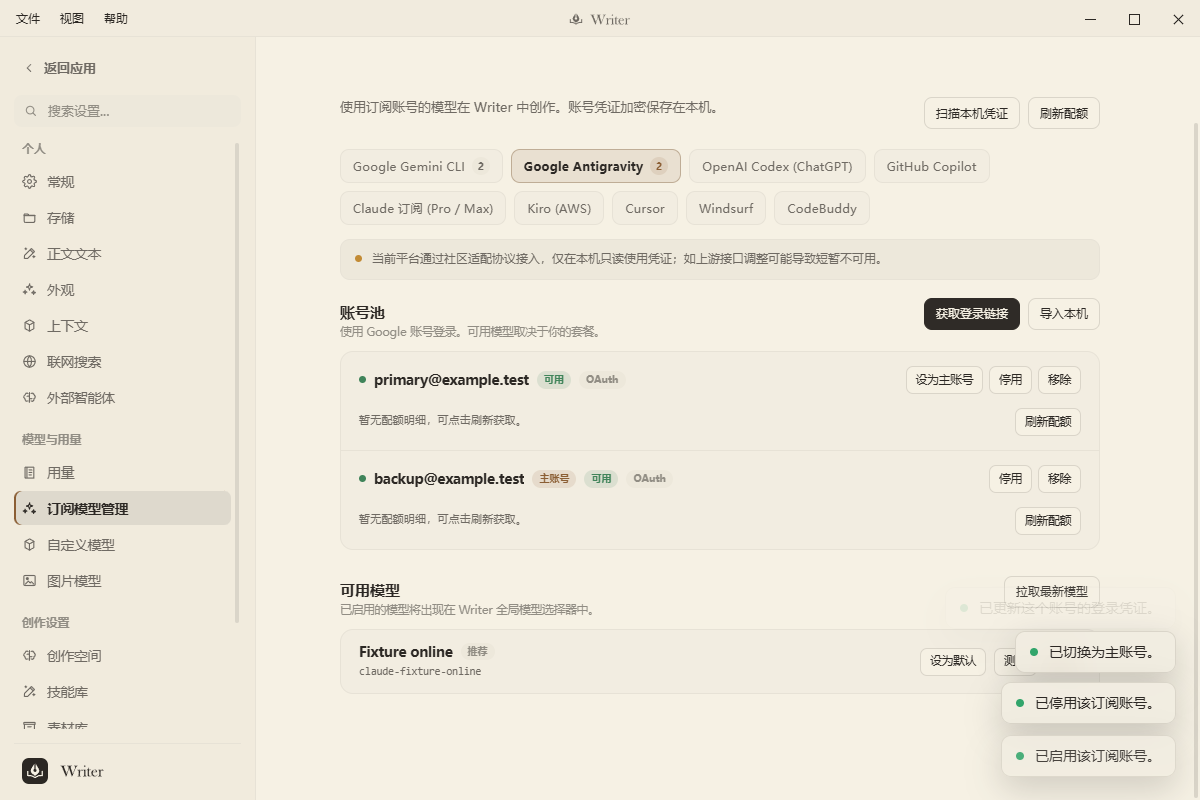 文件 视图 帮助
Writer
返回应用
搜索设置...
个人
常规
存储
正文文本
外观
上下文
联网搜索
外部智能体
模型与用量
用量
订阅模型管理
自定义模型
图片模型
创作设置
创作空间
技能库
素材库
Writer
使用订阅账号的模型在 Writer 中创作。账号凭证加密保存在本机。
扫描本机凭证 刷新配额
Google Gemini CLI 2 Google Antigravity 2 OpenAI Codex (ChatGPT) GitHub Copilot
Claude 订阅 (Pro / Max) Kiro (AWS) Cursor Windsurf CodeBuddy
当前平台通过社区适配协议接入，仅在本机只读使用凭证；如上游接口调整可能导致短暂不可用。
账号池
使用 Google 账号登录。可用模型取决于你的套餐。
获取登录链接 导入本机
primary@example.test 可用 OAuth 设为主账号 停用 移除
暂无配额明细，可点击刷新获取。 刷新配额
backup@example.test 主账号 可用 OAuth 停用 移除
暂无配额明细，可点击刷新获取。 刷新配额
可用模型 拉取最新模型
已启用的模型将出现在 Writer 全局模型选择器中。
已更新这个账号的登录凭证。
Fixture online 推荐
claude-fixture-online
设为默认 测
已切换为主账号。
已停用该订阅账号。
已启用该订阅账号。